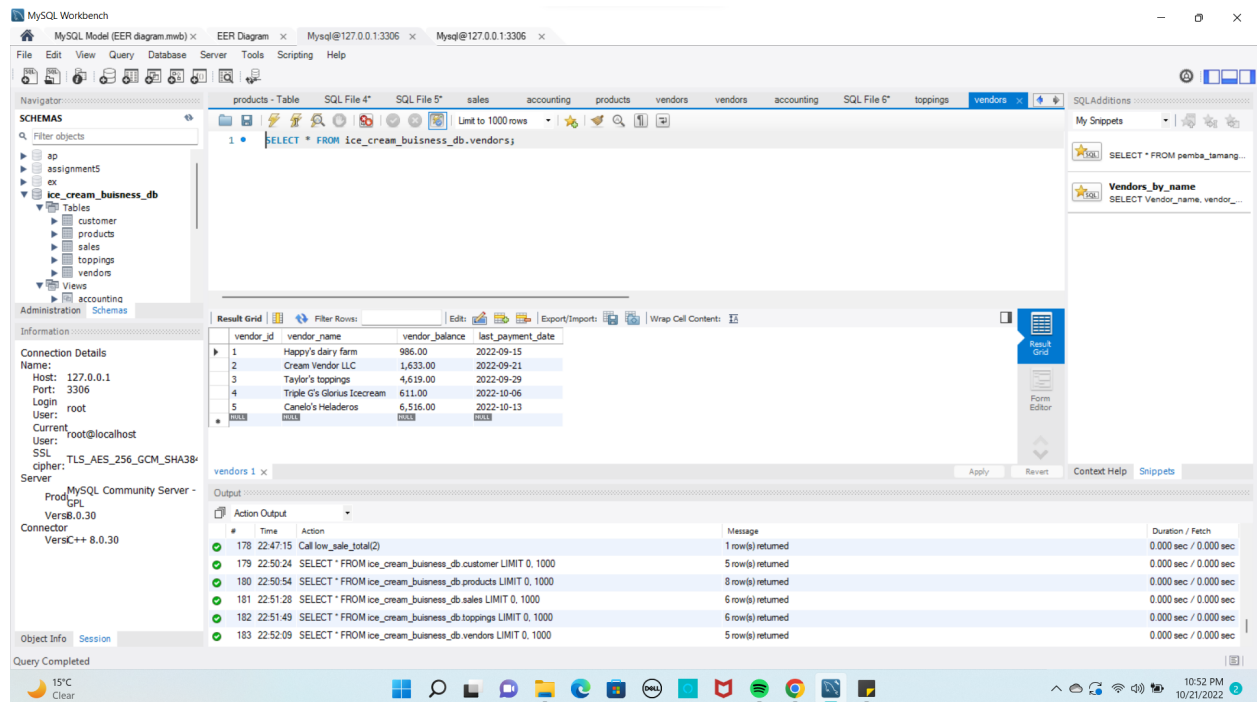 MySQL Workbench
MySQL Model (EER diagram.mwb) × EER Diagram × Mysql@127.0.0.1:3306 × Mysql@127.0.0.1:3306 ×
File Edit View Query Database Server Tools Scripting Help
Navigator
SCHEMAS
Filter objects
ap
assignment5
ex
ice_cream_buisness_db
Tables
customer
products
sales
toppings
vendors
Views
accounting
Administration Schemas
Information
Connection Details
Name:
Host: 127.0.0.1
Port: 3306
Login User: root
Current User: root@localhost
SSL cipher: TLS_AES_256_GCM_SHA384
Server
Prod MySQL Community Server - GPL
Versi 8.0.30
Connector
Versi C++ 8.0.30
Object Info Session
Query Completed
products - Table SQL File 4* SQL File 5* sales accounting products vendors vendors accounting SQL File 6* toppings vendors ×
Limit to 1000 rows
1 SELECT * FROM ice_cream_buisness_db.vendors;
Result Grid Filter Rows: Edit: Export/Import: Wrap Cell Content:
vendor_id vendor_name vendor_balance last_payment_date
1 Happy's dairy farm 986.00 2022-09-15
2 Cream Vendor LLC 1,633.00 2022-09-21
3 Taylor's toppings 4,619.00 2022-09-29
4 Triple G's Glorius Icecream 611.00 2022-10-06
5 Canelo's Heladeros 6,516.00 2022-10-13
NULL NULL NULL NULL
Result Grid
Form Editor
vendors 1 ×
Apply Revert
Output
Action Output
# Time Action Message Duration / Fetch
178 22:47:15 Call low_sale_total(2) 1 row(s) returned 0.000 sec / 0.000 sec
179 22:50:24 SELECT * FROM ice_cream_buisness_db.customer LIMIT 0, 1000 5 row(s) returned 0.000 sec / 0.000 sec
180 22:50:54 SELECT * FROM ice_cream_buisness_db.products LIMIT 0, 1000 8 row(s) returned 0.000 sec / 0.000 sec
181 22:51:28 SELECT * FROM ice_cream_buisness_db.sales LIMIT 0, 1000 6 row(s) returned 0.000 sec / 0.000 sec
182 22:51:49 SELECT * FROM ice_cream_buisness_db.toppings LIMIT 0, 1000 6 row(s) returned 0.000 sec / 0.000 sec
183 22:52:09 SELECT * FROM ice_cream_buisness_db.vendors LIMIT 0, 1000 5 row(s) returned 0.000 sec / 0.000 sec
SQLAdditions
My Snippets
SQL SELECT * FROM pemba_tamang...
Vendors_by_name
SQL SELECT Vendor_name, vendor_...
Context Help Snippets
15°C
Clear
DELL
10:52 PM
10/21/2022
2